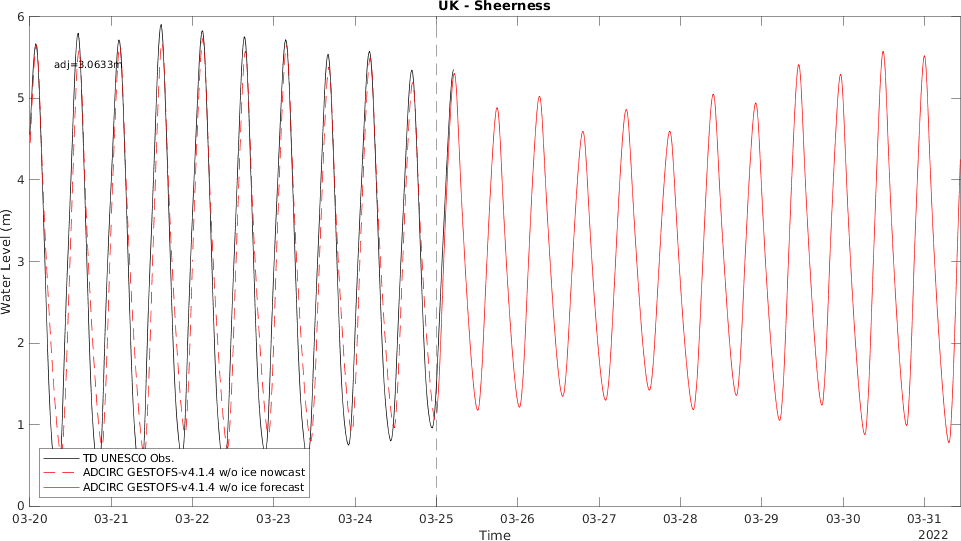 UK - Sheerness
6
adj=3.0633m
5
4
3
2
1
0
Water Level (m)
TD UNESCO Obs.
ADCIRC GESTOFS-v4.1.4 w/o ice nowcast
ADCIRC GESTOFS-v4.1.4 w/o ice forecast
03-20 03-21 03-22 03-23 03-24 03-25 03-26 03-27 03-28 03-29 03-30 03-31
Time
2022